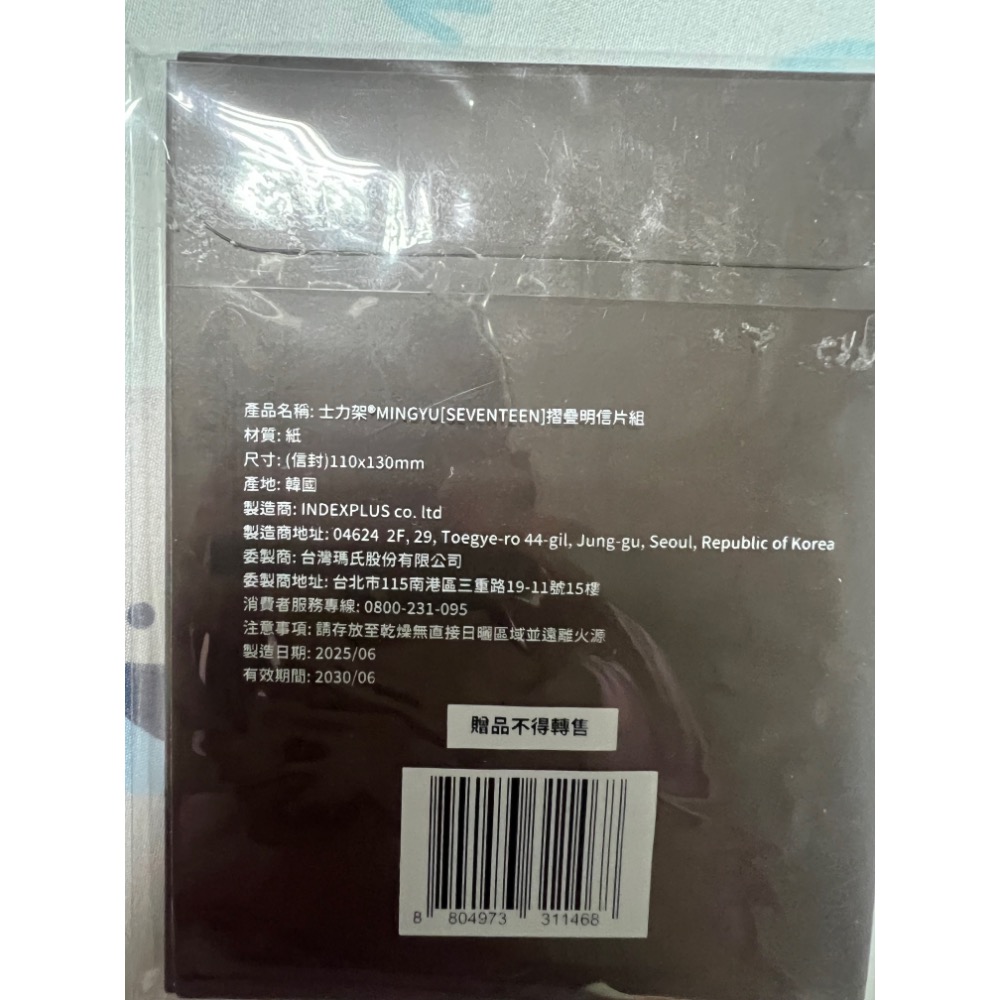 產品名稱: 士力架®MINGYU[SEVENTEEN]摺疊明信片組
材質: 紙
尺寸: (信封)110x130mm
產地: 韓國
製造商: INDEXPLUS co. ltd
製造商地址: 04624 2F, 29, Toegye-ro 44-gil, Jung-gu, Seoul, Republic of Korea
委製商: 台灣瑪氏股份有限公司
委製商地址: 台北市115南港區三重路19-11號15樓
消費者服務專線: 0800-231-095
注意事項: 請存放至乾燥無直接日曬區域並遠離火源
製造日期: 2025/06
有效期間: 2030/06
贈品不得轉售
8 804973 311468